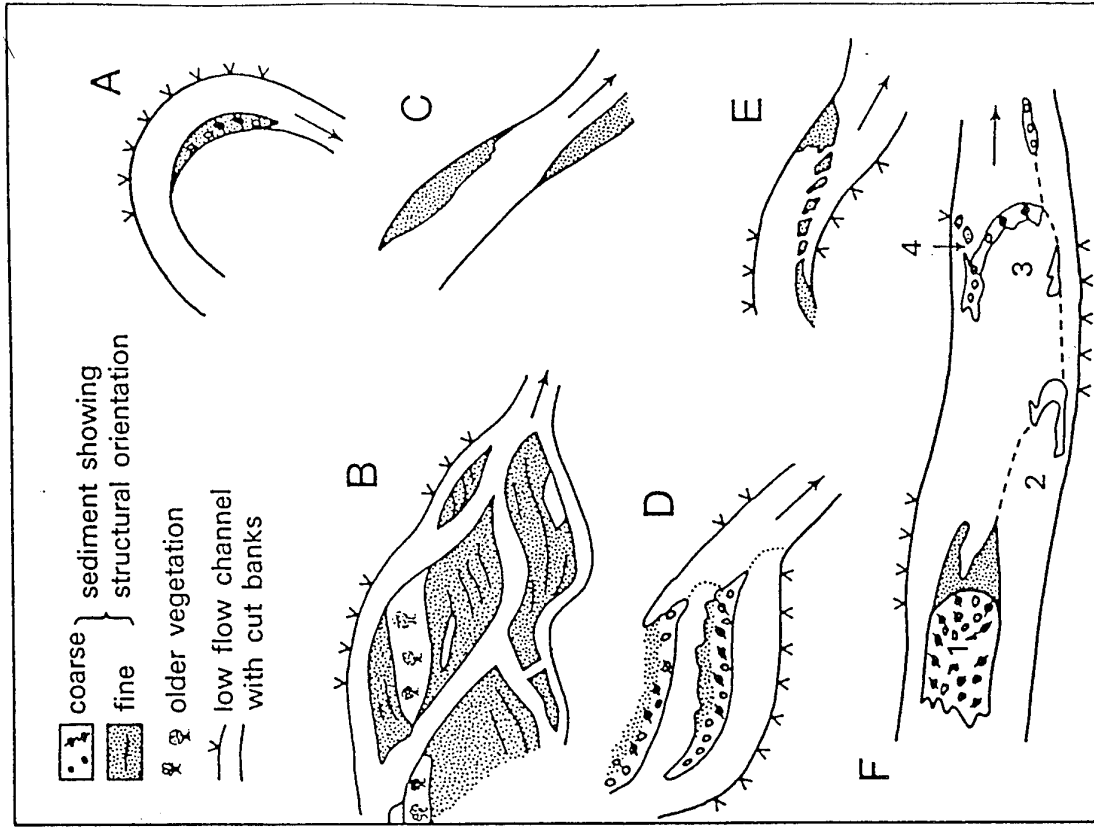 coarse
fine
sediment showing
structural orientation
older vegetation
low flow channel
with cut banks
A
B
C
D
E
F
1
2
3
4